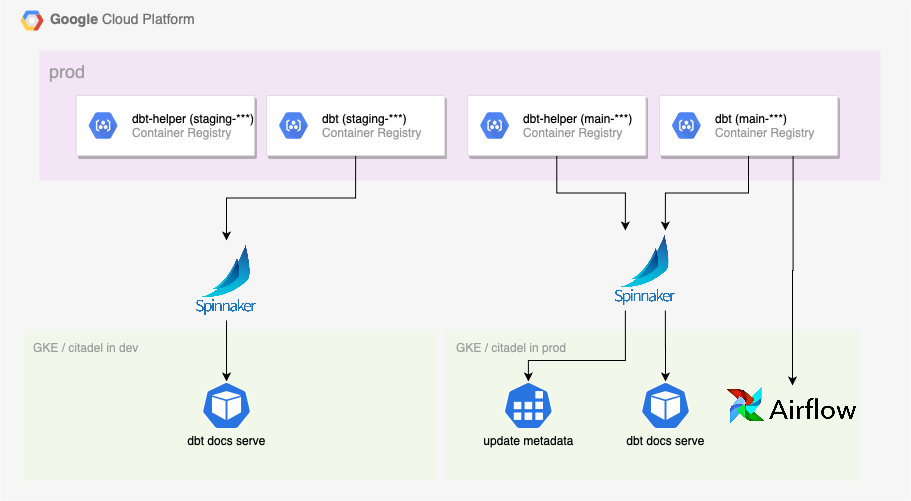 Google Cloud Platform
prod
dbt-helper (staging-***)
Container Registry
dbt (staging-***)
Container Registry
dbt-helper (main-***)
Container Registry
dbt (main-***)
Container Registry
Spinnaker
Spinnaker
GKE / citadel in dev
GKE / citadel in prod
dbt docs serve
update metadata
dbt docs serve
Airflow